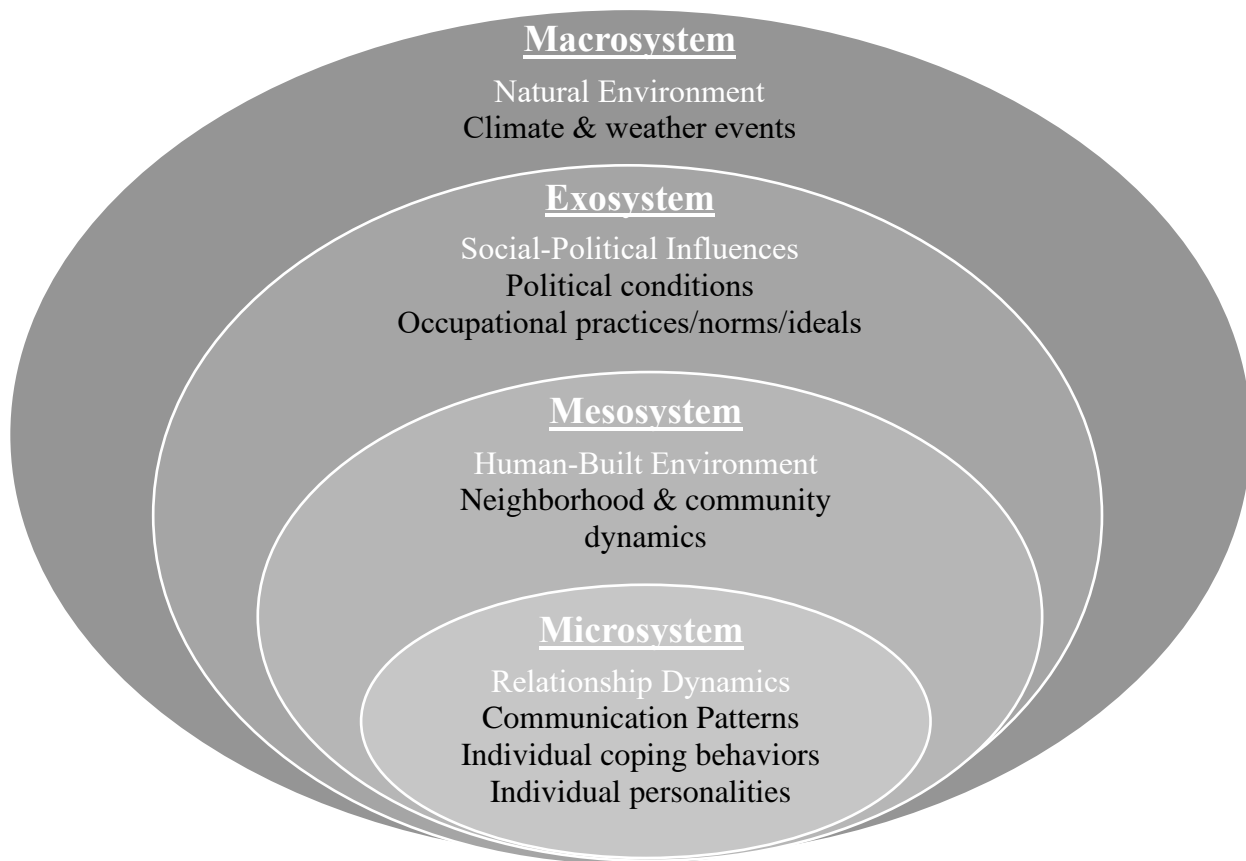 Macrosystem
Natural Environment
Climate & weather events
Exosystem
Social-Political Influences
Political conditions
Occupational practices/norms/ideals
Mesosystem
Human-Built Environment
Neighborhood & community
dynamics
Microsystem
Relationship Dynamics
Communication Patterns
Individual coping behaviors
Individual personalities